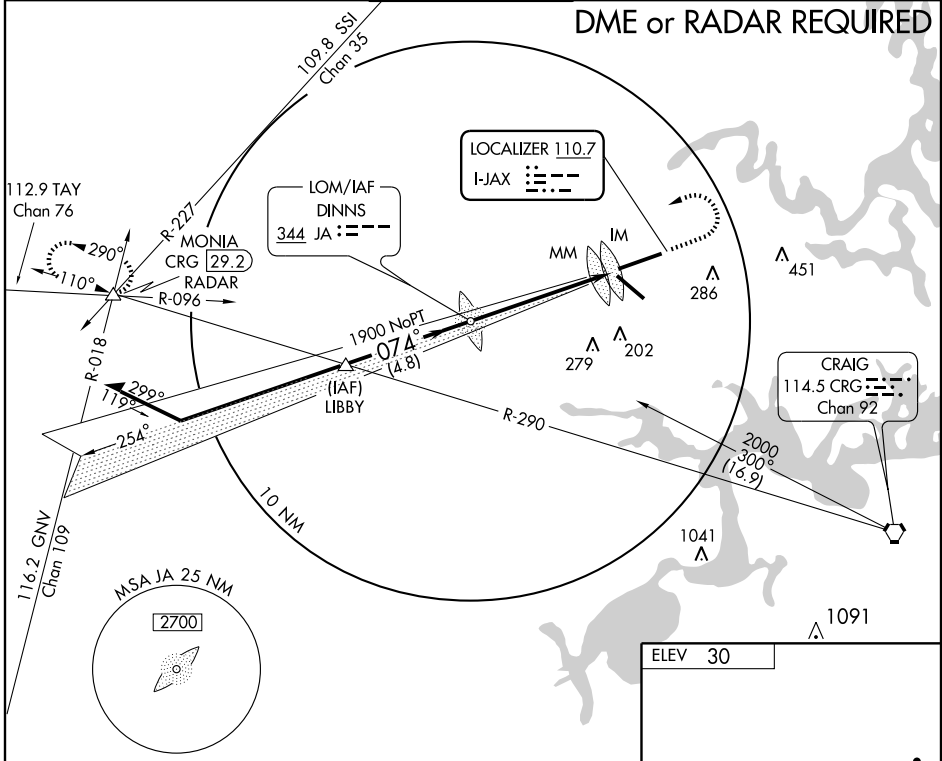 DME or RADAR REQUIRED
109.8 SSI
Chan 35
R-227
LOCALIZER 110.7
I-JAX
LOM/IAF
DINNS
344 JA
112.9 TAY
Chan 76
290°
110°
MONIA
CRG 29.2
RADAR
R-096
R-018
MM
IM
451
286
279
202
1900 NoPT
074°
(4.8)
(IAF)
LIBBY
299°
119°
254°
CRAIG
114.5 CRG
Chan 92
R-290
2000
300°
(16.9)
10 NM
116.2 GNV
Chan 109
1041
MSA JA 25 NM
2700
1091
ELEV 30